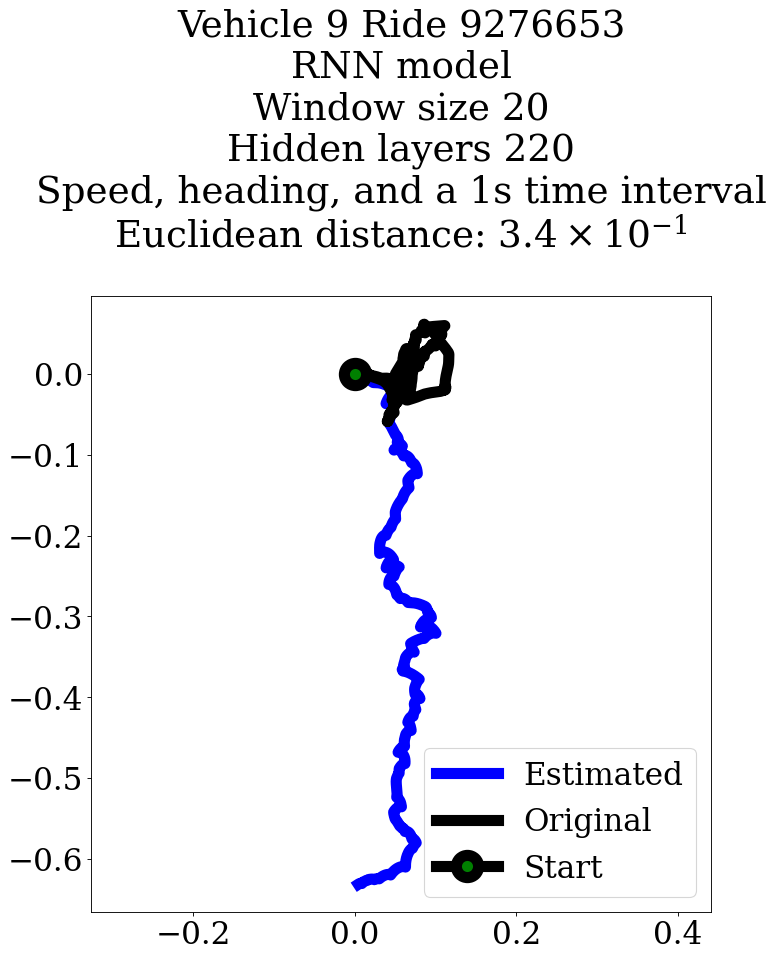 Vehicle 9 Ride 9276653
RNN model
Window size 20
Hidden layers 220
Speed, heading, and a 1s time interval
Euclidean distance: 3.4 × 10⁻¹
0.0
−0.1
−0.2
−0.3
−0.4
−0.5
−0.6
Estimated
Original
Start
−0.2 0.0 0.2 0.4